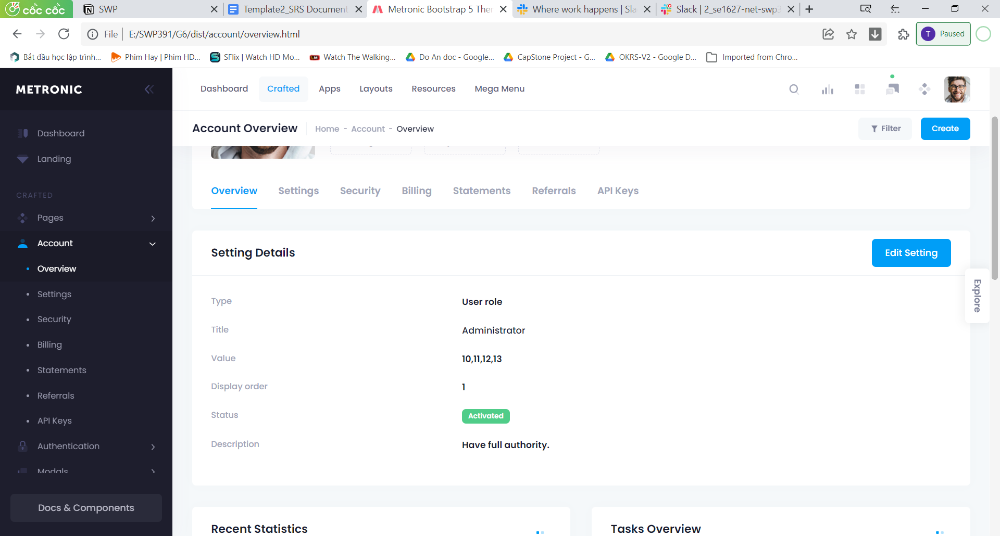 cốc cốc
SWP
Template2_SRS Document
Metronic Bootstrap 5 Ther
Where work happens | Sla
Slack | 2_se1627-net-swp3
File
E:/SWP391/G6/dist/account/overview.html
T
Paused
Bắt đầu học lập trình...
Phim Hay | Phim HD...
SFlix | Watch HD Mo...
LM
Watch The Walking...
Do An doc - Google...
CapStone Project - G...
OKRS-V2 - Google D...
Imported from Chro...
METRONIC
Dashboard
Landing
CRAFTED
Pages
Account
Overview
Settings
Security
Billing
Statements
Referrals
API Keys
Authentication
Modals
Docs & Components
Dashboard
Crafted
Apps
Layouts
Resources
Mega Menu
Account Overview
Home - Account - Overview
Filter
Create
Overview
Settings
Security
Billing
Statements
Referrals
API Keys
Setting Details
Edit Setting
Type
User role
Title
Administrator
Value
10,11,12,13
Display order
1
Status
Activated
Description
Have full authority.
Explore
Recent Statistics
Tasks Overview